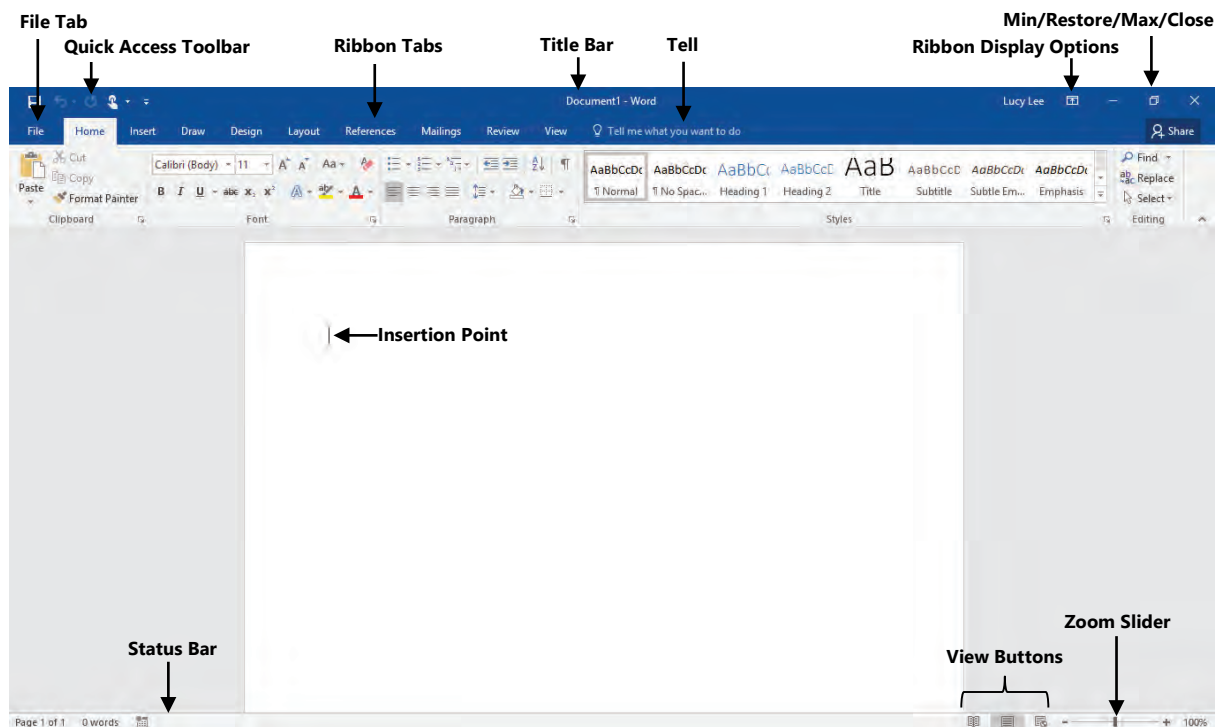 File Tab
Min/Restore/Max/Close
Quick Access Toolbar
Ribbon Tabs
Title Bar
Tell
Ribbon Display Options
Document1 - Word
Lucy Lee
File Home Insert Draw Design Layout References Mailings Review View Tell me what you want to do Share
Paste
Cut
Copy
Format Painter
Clipboard
Calibri (Body) 11 A A Aa
B I U abc x₂ x² A aby A
Font
Paragraph
AaBbCcDc AaBbCcDc AaBbCc AaBbCcC AaB AaBbCcC AaBbCcDc AaBbCcDc
¶ Normal ¶ No Spac... Heading 1 Heading 2 Title Subtitle Subtle Em... Emphasis
Styles
Find
Replace
Select
Editing
Insertion Point
Zoom Slider
Status Bar
View Buttons
Page 1 of 1 0 words
- + 100%